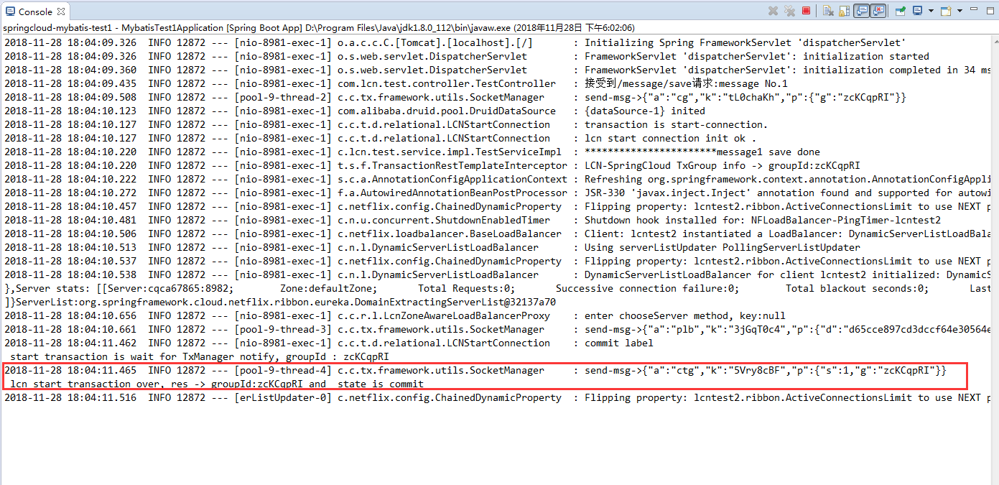 Console
springcloud-mybatis-test1 - MybatisTest1Application [Spring Boot App] D:\Program Files\Java\jdk1.8.0_112\bin\javaw.exe (2018年11月28日 下午6:02:06)
2018-11-28 18:04:09.326  INFO 12872 --- [nio-8981-exec-1] o.a.c.c.C.[Tomcat].[localhost].[/]       : Initializing Spring FrameworkServlet 'dispatcherServlet'
2018-11-28 18:04:09.326  INFO 12872 --- [nio-8981-exec-1] o.s.web.servlet.DispatcherServlet        : FrameworkServlet 'dispatcherServlet': initialization started
2018-11-28 18:04:09.360  INFO 12872 --- [nio-8981-exec-1] o.s.web.servlet.DispatcherServlet        : FrameworkServlet 'dispatcherServlet': initialization completed in 34 ms
2018-11-28 18:04:09.435  INFO 12872 --- [nio-8981-exec-1] com.lcn.test.controller.TestController   : 接受到/message/save请求:message No.1
2018-11-28 18:04:09.508  INFO 12872 --- [pool-9-thread-2] c.c.tx.framework.utils.SocketManager     : send-msg->{"a":"cg","k":"tL0chaKh","p":{"g":"zcKCqpRI"}}
2018-11-28 18:04:10.123  INFO 12872 --- [nio-8981-exec-1] com.alibaba.druid.pool.DruidDataSource   : {dataSource-1} inited
2018-11-28 18:04:10.127  INFO 12872 --- [nio-8981-exec-1] c.c.t.d.relational.LCNStartConnection    : transaction is start-connection.
2018-11-28 18:04:10.127  INFO 12872 --- [nio-8981-exec-1] c.c.t.d.relational.LCNStartConnection    : lcn start connection init ok .
2018-11-28 18:04:10.220  INFO 12872 --- [nio-8981-exec-1] c.lcn.test.service.impl.TestServiceImpl  : ***********************message1 save done
2018-11-28 18:04:10.220  INFO 12872 --- [nio-8981-exec-1] t.s.f.TransactionRestTemplateInterceptor : LCN-SpringCloud TxGroup info -> groupId:zcKCqpRI
2018-11-28 18:04:10.222  INFO 12872 --- [nio-8981-exec-1] s.c.a.AnnotationConfigApplicationContext : Refreshing org.springframework.context.annotation.AnnotationConfigAppli
2018-11-28 18:04:10.272  INFO 12872 --- [nio-8981-exec-1] f.a.AutowiredAnnotationBeanPostProcessor : JSR-330 'javax.inject.Inject' annotation found and supported for autowi
2018-11-28 18:04:10.457  INFO 12872 --- [nio-8981-exec-1] c.netflix.config.ChainedDynamicProperty  : Flipping property: lcntest2.ribbon.ActiveConnectionsLimit to use NEXT p
2018-11-28 18:04:10.481  INFO 12872 --- [nio-8981-exec-1] c.n.u.concurrent.ShutdownEnabledTimer    : Shutdown hook installed for: NFLoadBalancer-PingTimer-lcntest2
2018-11-28 18:04:10.506  INFO 12872 --- [nio-8981-exec-1] c.netflix.loadbalancer.BaseLoadBalancer  : Client: lcntest2 instantiated a LoadBalancer: DynamicServerListLoadBala
2018-11-28 18:04:10.513  INFO 12872 --- [nio-8981-exec-1] c.n.l.DynamicServerListLoadBalancer      : Using serverListUpdater PollingServerListUpdater
2018-11-28 18:04:10.537  INFO 12872 --- [nio-8981-exec-1] c.netflix.config.ChainedDynamicProperty  : Flipping property: lcntest2.ribbon.ActiveConnectionsLimit to use NEXT p
2018-11-28 18:04:10.538  INFO 12872 --- [nio-8981-exec-1] c.n.l.DynamicServerListLoadBalancer      : DynamicServerListLoadBalancer for client lcntest2 initialized: DynamicS
},Server stats: [[Server:cqca67865:8982;        Zone:defaultZone;       Total Requests:0;       Successive connection failure:0;        Total blackout seconds:0;       Last
]}ServerList:org.springframework.cloud.netflix.ribbon.eureka.DomainExtractingServerList@32137a70
2018-11-28 18:04:10.656  INFO 12872 --- [nio-8981-exec-1] c.c.r.l.LcnZoneAwareLoadBalancerProxy    : enter chooseServer method, key:null
2018-11-28 18:04:10.661  INFO 12872 --- [pool-9-thread-3] c.c.tx.framework.utils.SocketManager     : send-msg->{"a":"plb","k":"3jGqT0c4","p":{"d":"d65cce897cd3dccf64e30564e
2018-11-28 18:04:11.462  INFO 12872 --- [nio-8981-exec-1] c.c.t.d.relational.LCNStartConnection    : commit label
 start transaction is wait for TxManager notify, groupId : zcKCqpRI
2018-11-28 18:04:11.465  INFO 12872 --- [pool-9-thread-4] c.c.tx.framework.utils.SocketManager     : send-msg->{"a":"ctg","k":"5Vry8cBF","p":{"s":1,"g":"zcKCqpRI"}}
 lcn start transaction over, res -> groupId:zcKCqpRI and  state is commit
2018-11-28 18:04:11.516  INFO 12872 --- [erListUpdater-0] c.netflix.config.ChainedDynamicProperty  : Flipping property: lcntest2.ribbon.ActiveConnectionsLimit to use NEXT p